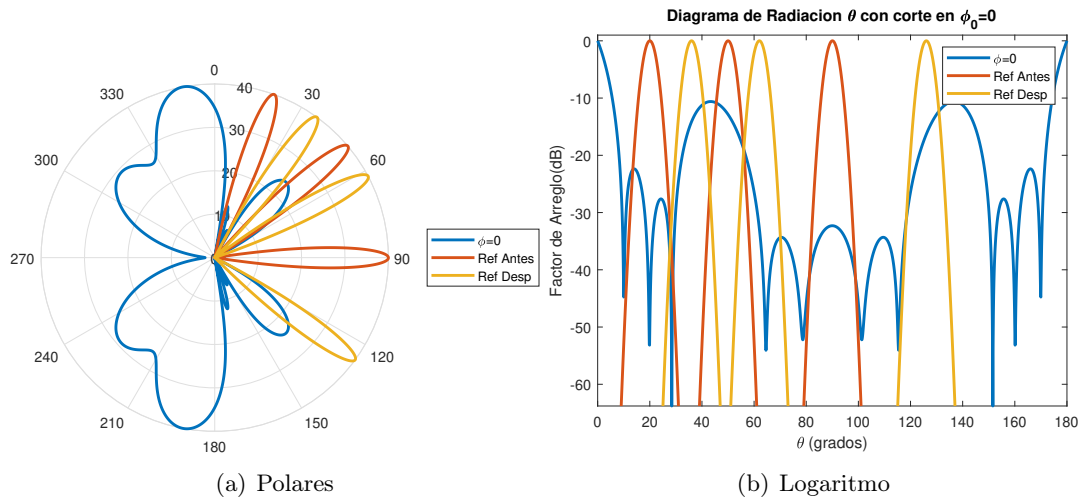 0
30
60
90
120
150
180
210
240
270
300
330
0
10
20
30
40
ϕ=0
Ref Antes
Ref Desp
(a) Polares
Diagrama de Radiacion θ con corte en ϕ₀=0
Factor de Arreglo(dB)
0
-10
-20
-30
-40
-50
-60
0 20 40 60 80 100 120 140 160 180
θ (grados)
ϕ=0
Ref Antes
Ref Desp
(b) Logaritmo